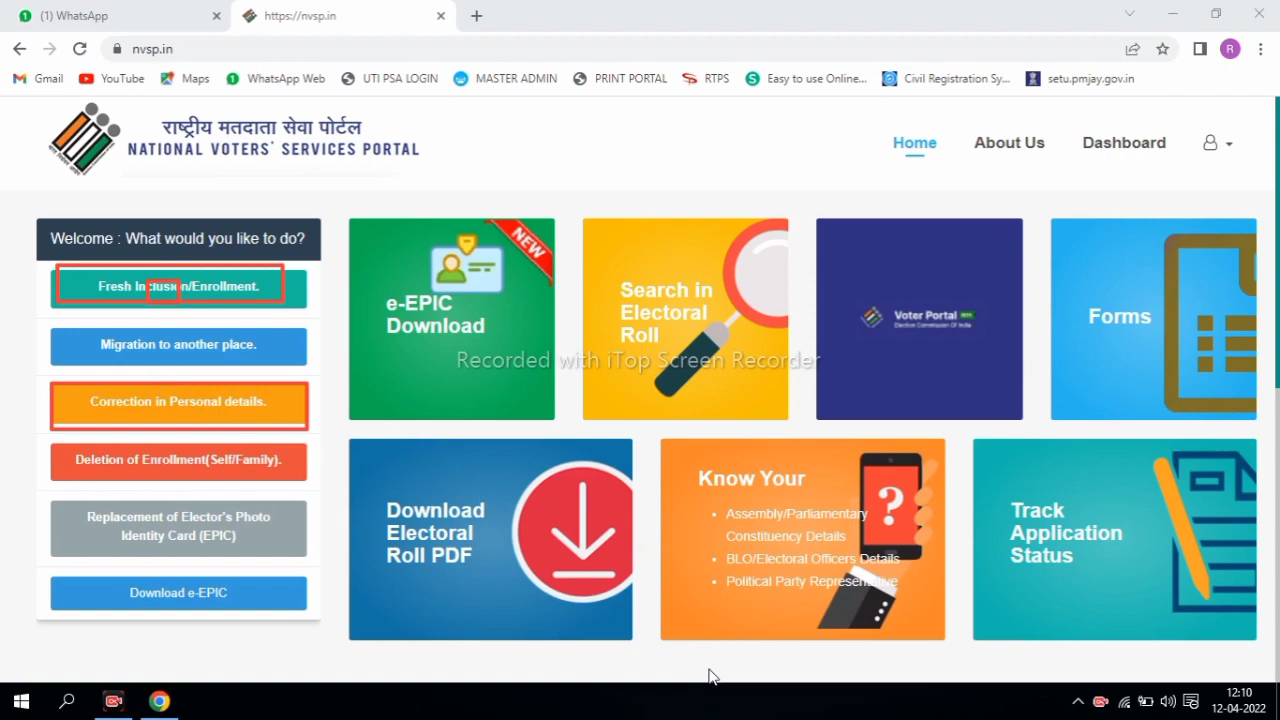 (1) WhatsApp
https://nvsp.in
nvsp.in
R
Gmail
YouTube
Maps
WhatsApp Web
UTI PSA LOGIN
MASTER ADMIN
PRINT PORTAL
RTPS
Easy to use Online...
Civil Registration Sy...
setu.pmjay.gov.in
राष्ट्रीय मतदाता सेवा पोर्टल
NATIONAL VOTERS' SERVICES PORTAL
Home
About Us
Dashboard
Welcome : What would you like to do?
Fresh Inclusion/Enrollment.
Migration to another place.
Correction in Personal details.
Deletion of Enrollment(Self/Family).
Replacement of Elector's Photo
Identity Card (EPIC)
Download e-EPIC
NEW
e-EPIC
Download
Search in
Electoral
Roll
Voter Portal
Election Commission Of India
Forms
Recorded with iTop Screen Recorder
Download
Electoral
Roll PDF
Know Your
Assembly/Parliamentary
Constituency Details
BLO/Electoral Officers Details
Political Party Representative
?
Track
Application
Status
12:10
12-04-2022